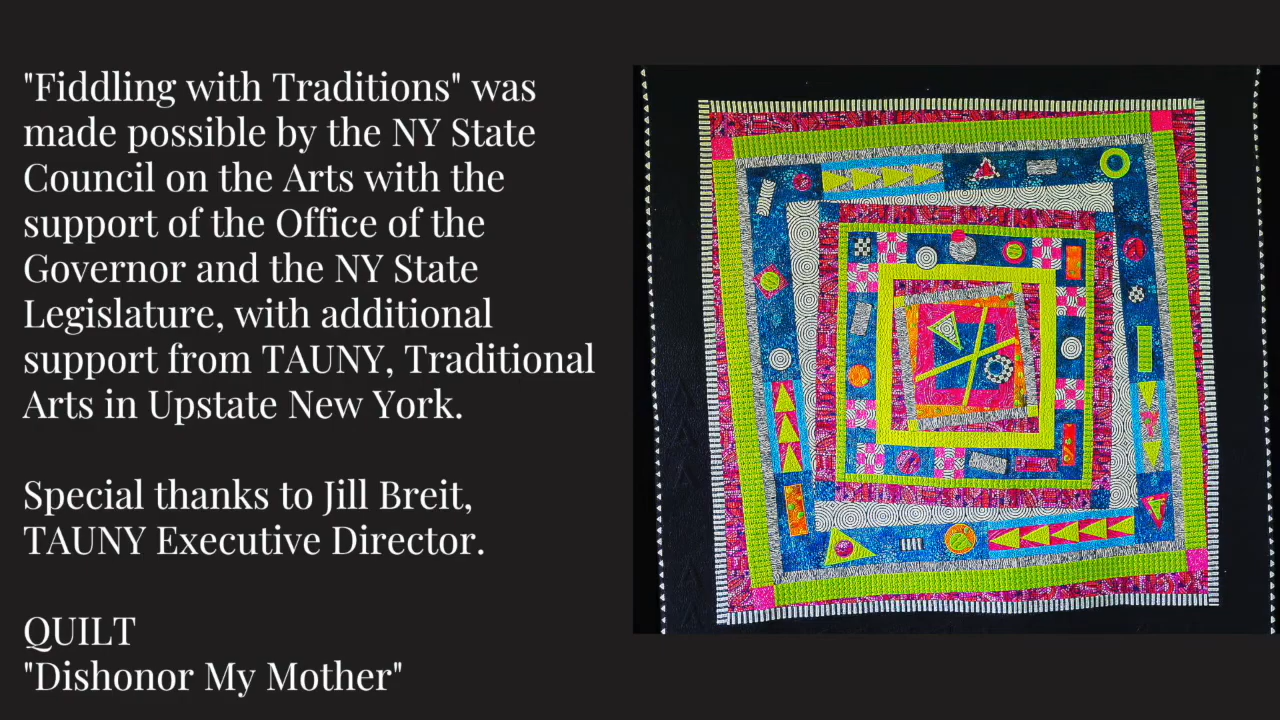 "Fiddling with Traditions" was
made possible by the NY State
Council on the Arts with the
support of the Office of the
Governor and the NY State
Legislature, with additional
support from TAUNY, Traditional
Arts in Upstate New York.
Special thanks to Jill Breit,
TAUNY Executive Director.
QUILT
"Dishonor My Mother"